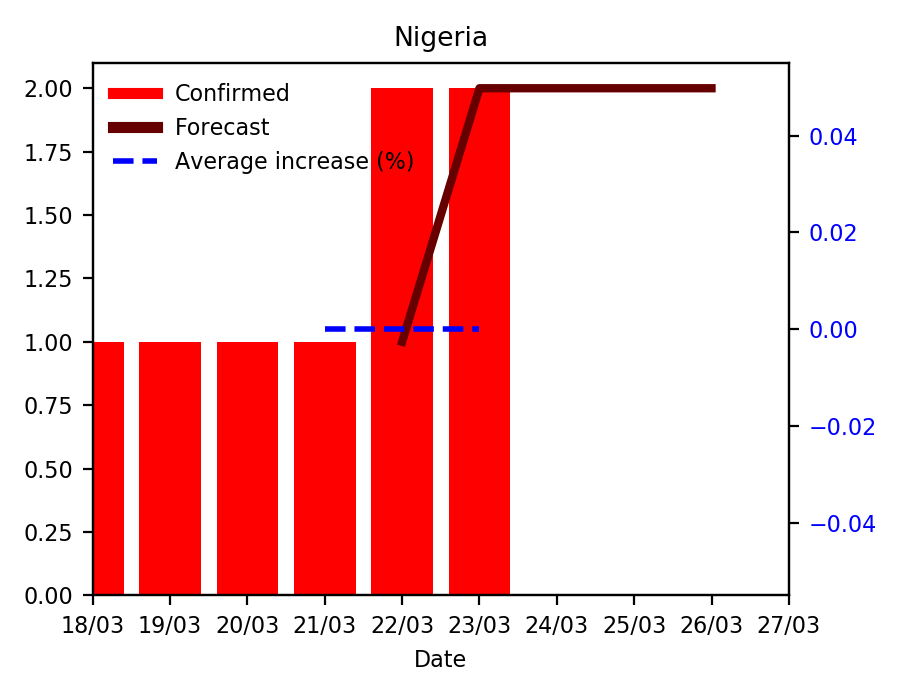 Nigeria
Confirmed
Forecast
Average increase (%)
2.00
1.75
1.50
1.25
1.00
0.75
0.50
0.25
0.00
0.04
0.02
0.00
−0.02
−0.04
18/03 19/03 20/03 21/03 22/03 23/03 24/03 25/03 26/03 27/03
Date